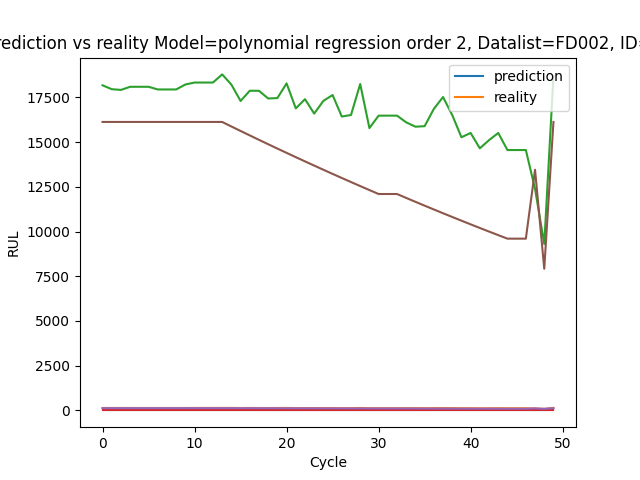 rediction vs reality Model=polynomial regression order 2, Datalist=FD002, ID=
prediction
reality
17500
15000
12500
10000
7500
5000
2500
0
RUL
0 10 20 30 40 50
Cycle